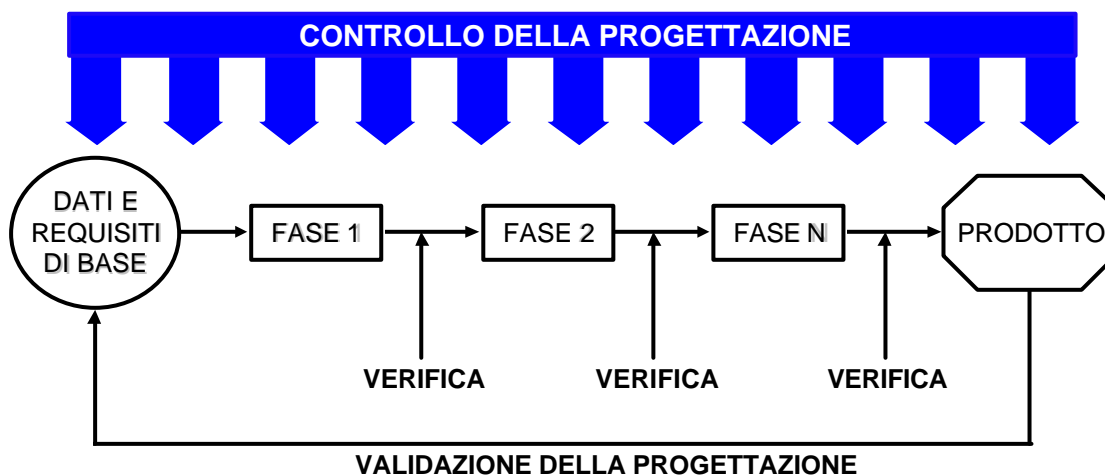 CONTROLLO DELLA PROGETTAZIONE
DATI E
REQUISITI
DI BASE
FASE 1
FASE 2
FASE N
PRODOTTO
VERIFICA
VERIFICA
VERIFICA
VALIDAZIONE DELLA PROGETTAZIONE